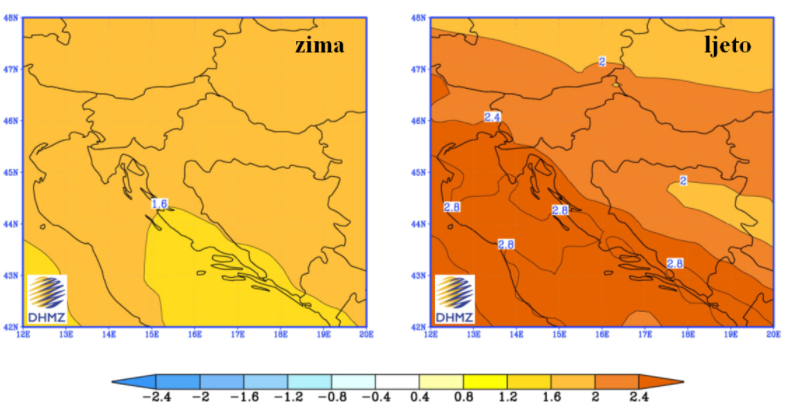 zima
ljeto
48N
47N
46N
45N
44N
43N
42N
1.6
DHMZ
12E 13E 14E 15E 16E 17E 18E 19E 20E
48N
47N
46N
45N
44N
43N
42N
2
2.4
2
2.8
2.8
2.8
2.8
DHMZ
12E 13E 14E 15E 16E 17E 18E 19E 20E
-2.4 -2 -1.6 -1.2 -0.8 -0.4 0.4 0.8 1.2 1.6 2 2.4